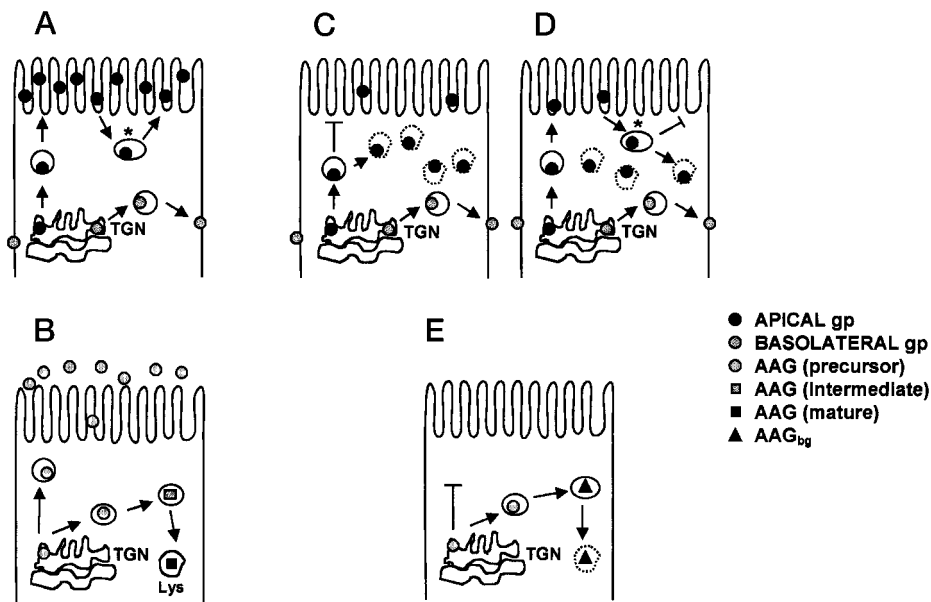 A
C
D
*
*
TGN
TGN
TGN
B
E
APICAL gp
BASOLATERAL gp
AAG (precursor)
AAG (Intermediate)
AAG (mature)
AAGbg
TGN
Lys
TGN